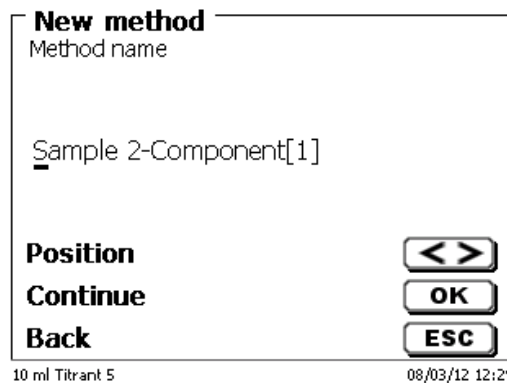 New method
Method name
Sample 2-Component[1]
Position < >
Continue OK
Back ESC
10 ml Titrant 5 08/03/12 12:2